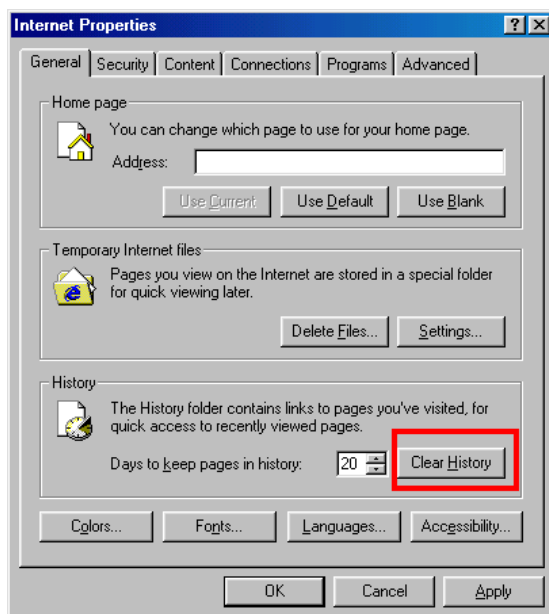 Internet Properties
General Security Content Connections Programs Advanced
Home page
You can change which page to use for your home page.
Address:
Use Current Use Default Use Blank
Temporary Internet files
Pages you view on the Internet are stored in a special folder
for quick viewing later.
Delete Files... Settings...
History
The History folder contains links to pages you've visited, for
quick access to recently viewed pages.
Days to keep pages in history: 20 Clear History
Colors... Fonts... Languages... Accessibility...
OK Cancel Apply